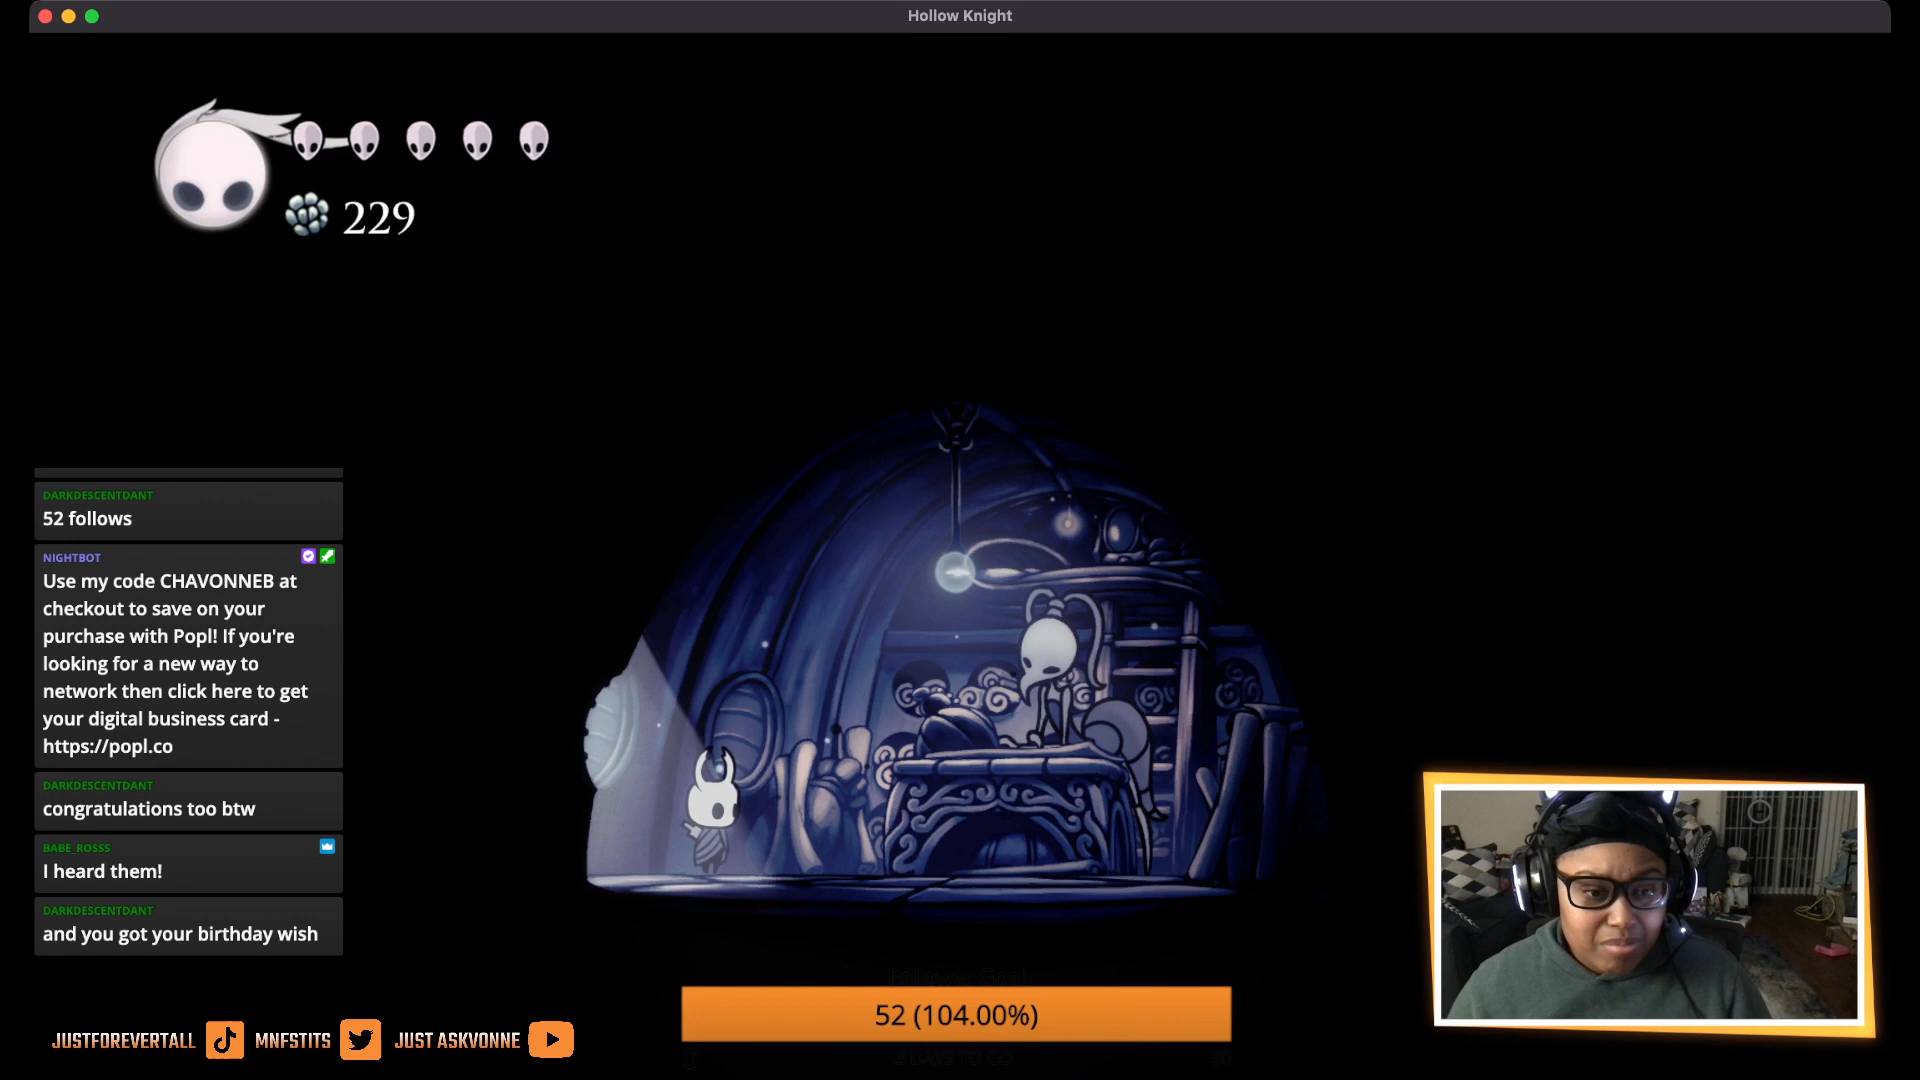 Hollow Knight
229
DARKDESCENTDANT
52 follows
NIGHTBOT
Use my code CHAVONNEB at
checkout to save on your
purchase with Popl! If you're
looking for a new way to
network then click here to get
your digital business card -
https://popl.co
DARKDESCENTDANT
congratulations too btw
BABE_ROSSS
I heard them!
DARKDESCENTDANT
and you got your birthday wish
Follower Goal
52 (104.00%)
JUSTFOREVERTALL
MNFSTITS
JUST ASKVONNE